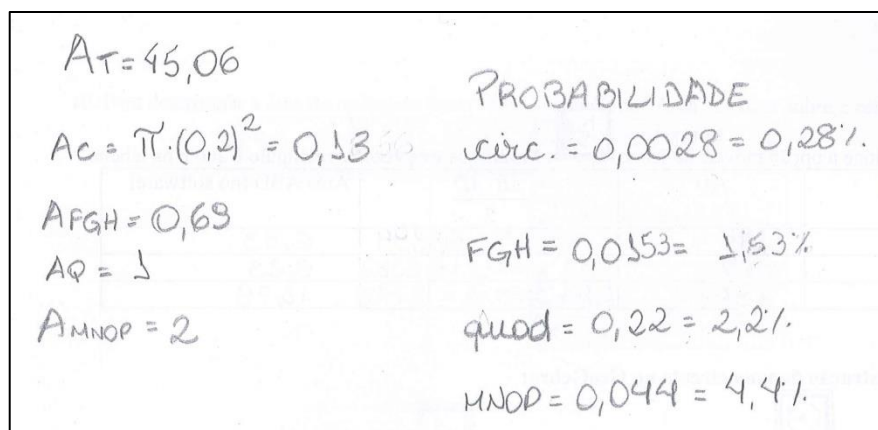 AT = 45,06
AC = π.(0,2)² = 0,13
AFGH = 0,69
AQ = 1
AMNOP = 2
PROBABILIDADE
circ. = 0,0028 = 0,28%.
FGH = 0,0153 = 1,53%
quad = 0,22 = 2,2%.
MNOP = 0,044 = 4,4%.